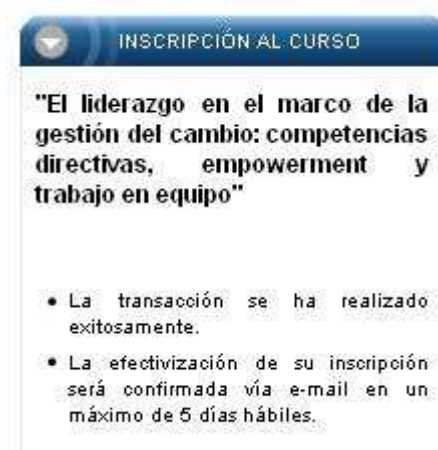 INSCRIPCIÓN AL CURSO
"El liderazgo en el marco de la
gestión del cambio: competencias
directivas, empowerment y
trabajo en equipo"
• La transacción se ha realizado
exitosamente.
• La efectivización de su inscripción
será confirmada vía e-mail en un
máximo de 5 días hábiles.